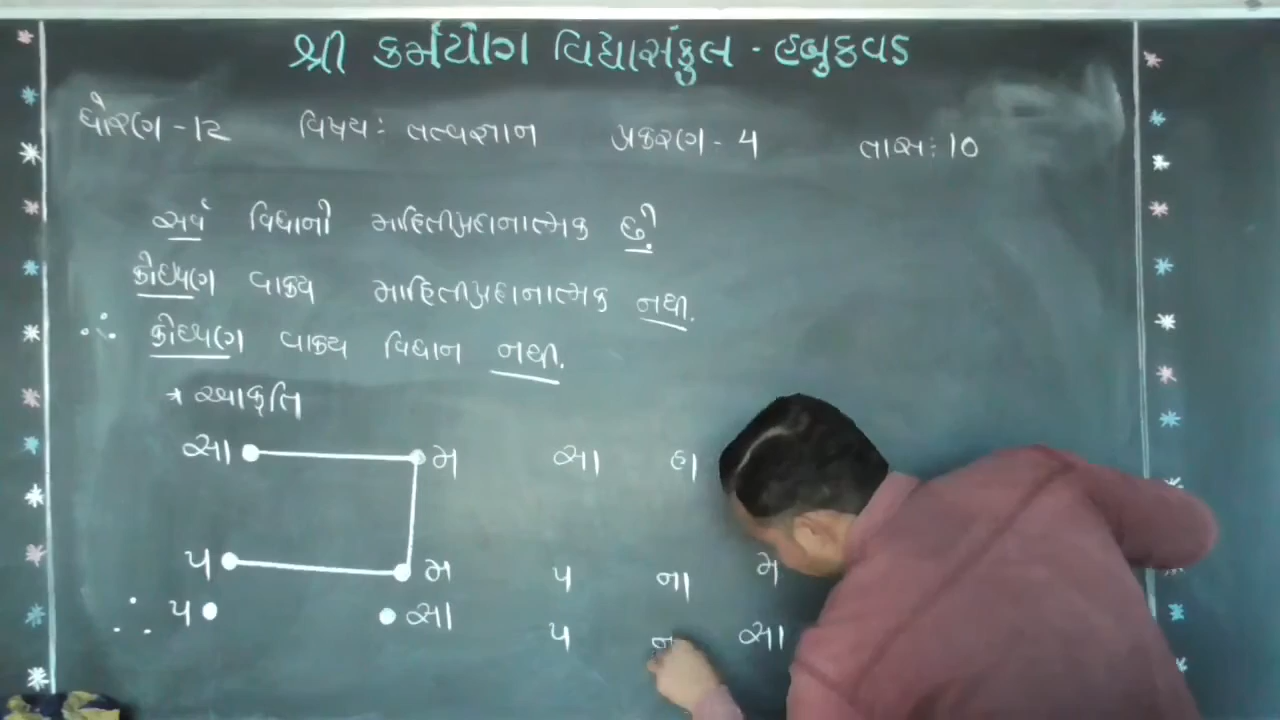 શ્રી કર્મયોગ વિદ્યાસંકુલ - હબુકવડ
ધોરણ - 12 વિષય : તત્વજ્ઞાન પ્રકરણ - 4 તાસ : 10
સર્વ વિધાનો માહિતીપ્રદાનાત્મક છે.
કોઇપણ વાક્ય માહિતીપ્રદાનાત્મક નથી.
∴ કોઇપણ વાક્ય વિધાન નથી.
* આકૃતિ
સા મ સા હા
પ મ પ ના મ
∴ પ સા પ ના સા